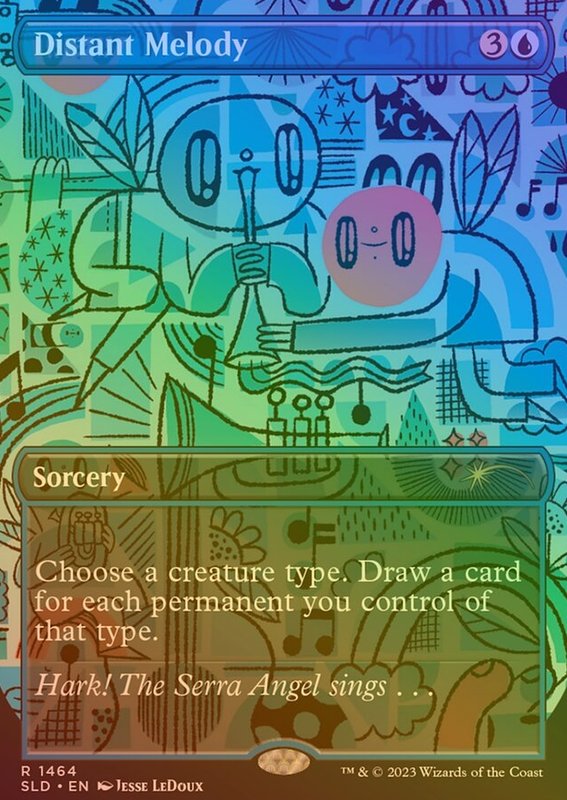 Distant Melody 3
Sorcery
Choose a creature type. Draw a card
for each permanent you control of
that type.
Hark! The Serra Angel sings . . .
R 1464
SLD • EN Jesse LeDoux
™ & © 2023 Wizards of the Coast